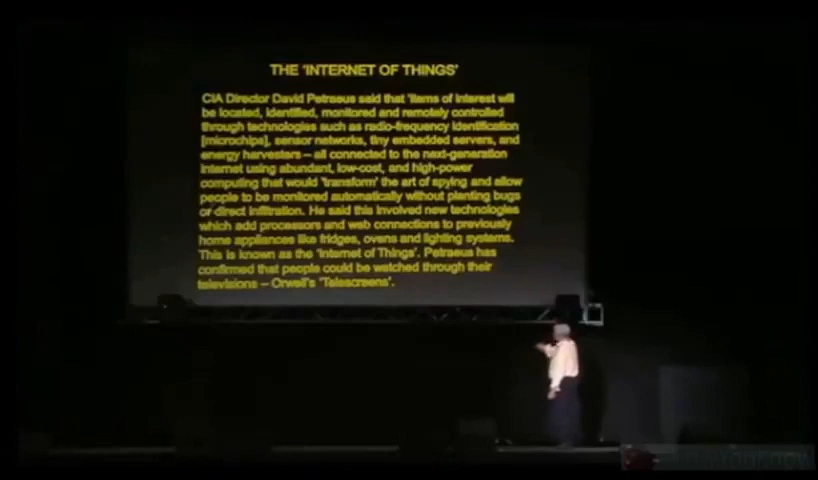 THE 'INTERNET OF THINGS'
CIA Director David Petraeus said that 'items of interest will
be located, identified, monitored and remotely controlled
through technologies such as radio-frequency identification
[microchips], sensor networks, tiny embedded servers, and
energy harvesters – all connected to the next-generation
internet using abundant, low-cost, and high-power
computing that would 'transform' the art of spying and allow
people to be monitored automatically without planting bugs
or direct infiltration. He said this involved new technologies
which add processors and web connections to previously
home appliances like fridges, ovens and lighting systems.
This is known as the 'Internet of Things'. Petraeus has
confirmed that people could be watched through their
televisions – Orwell's 'Telescreens'.